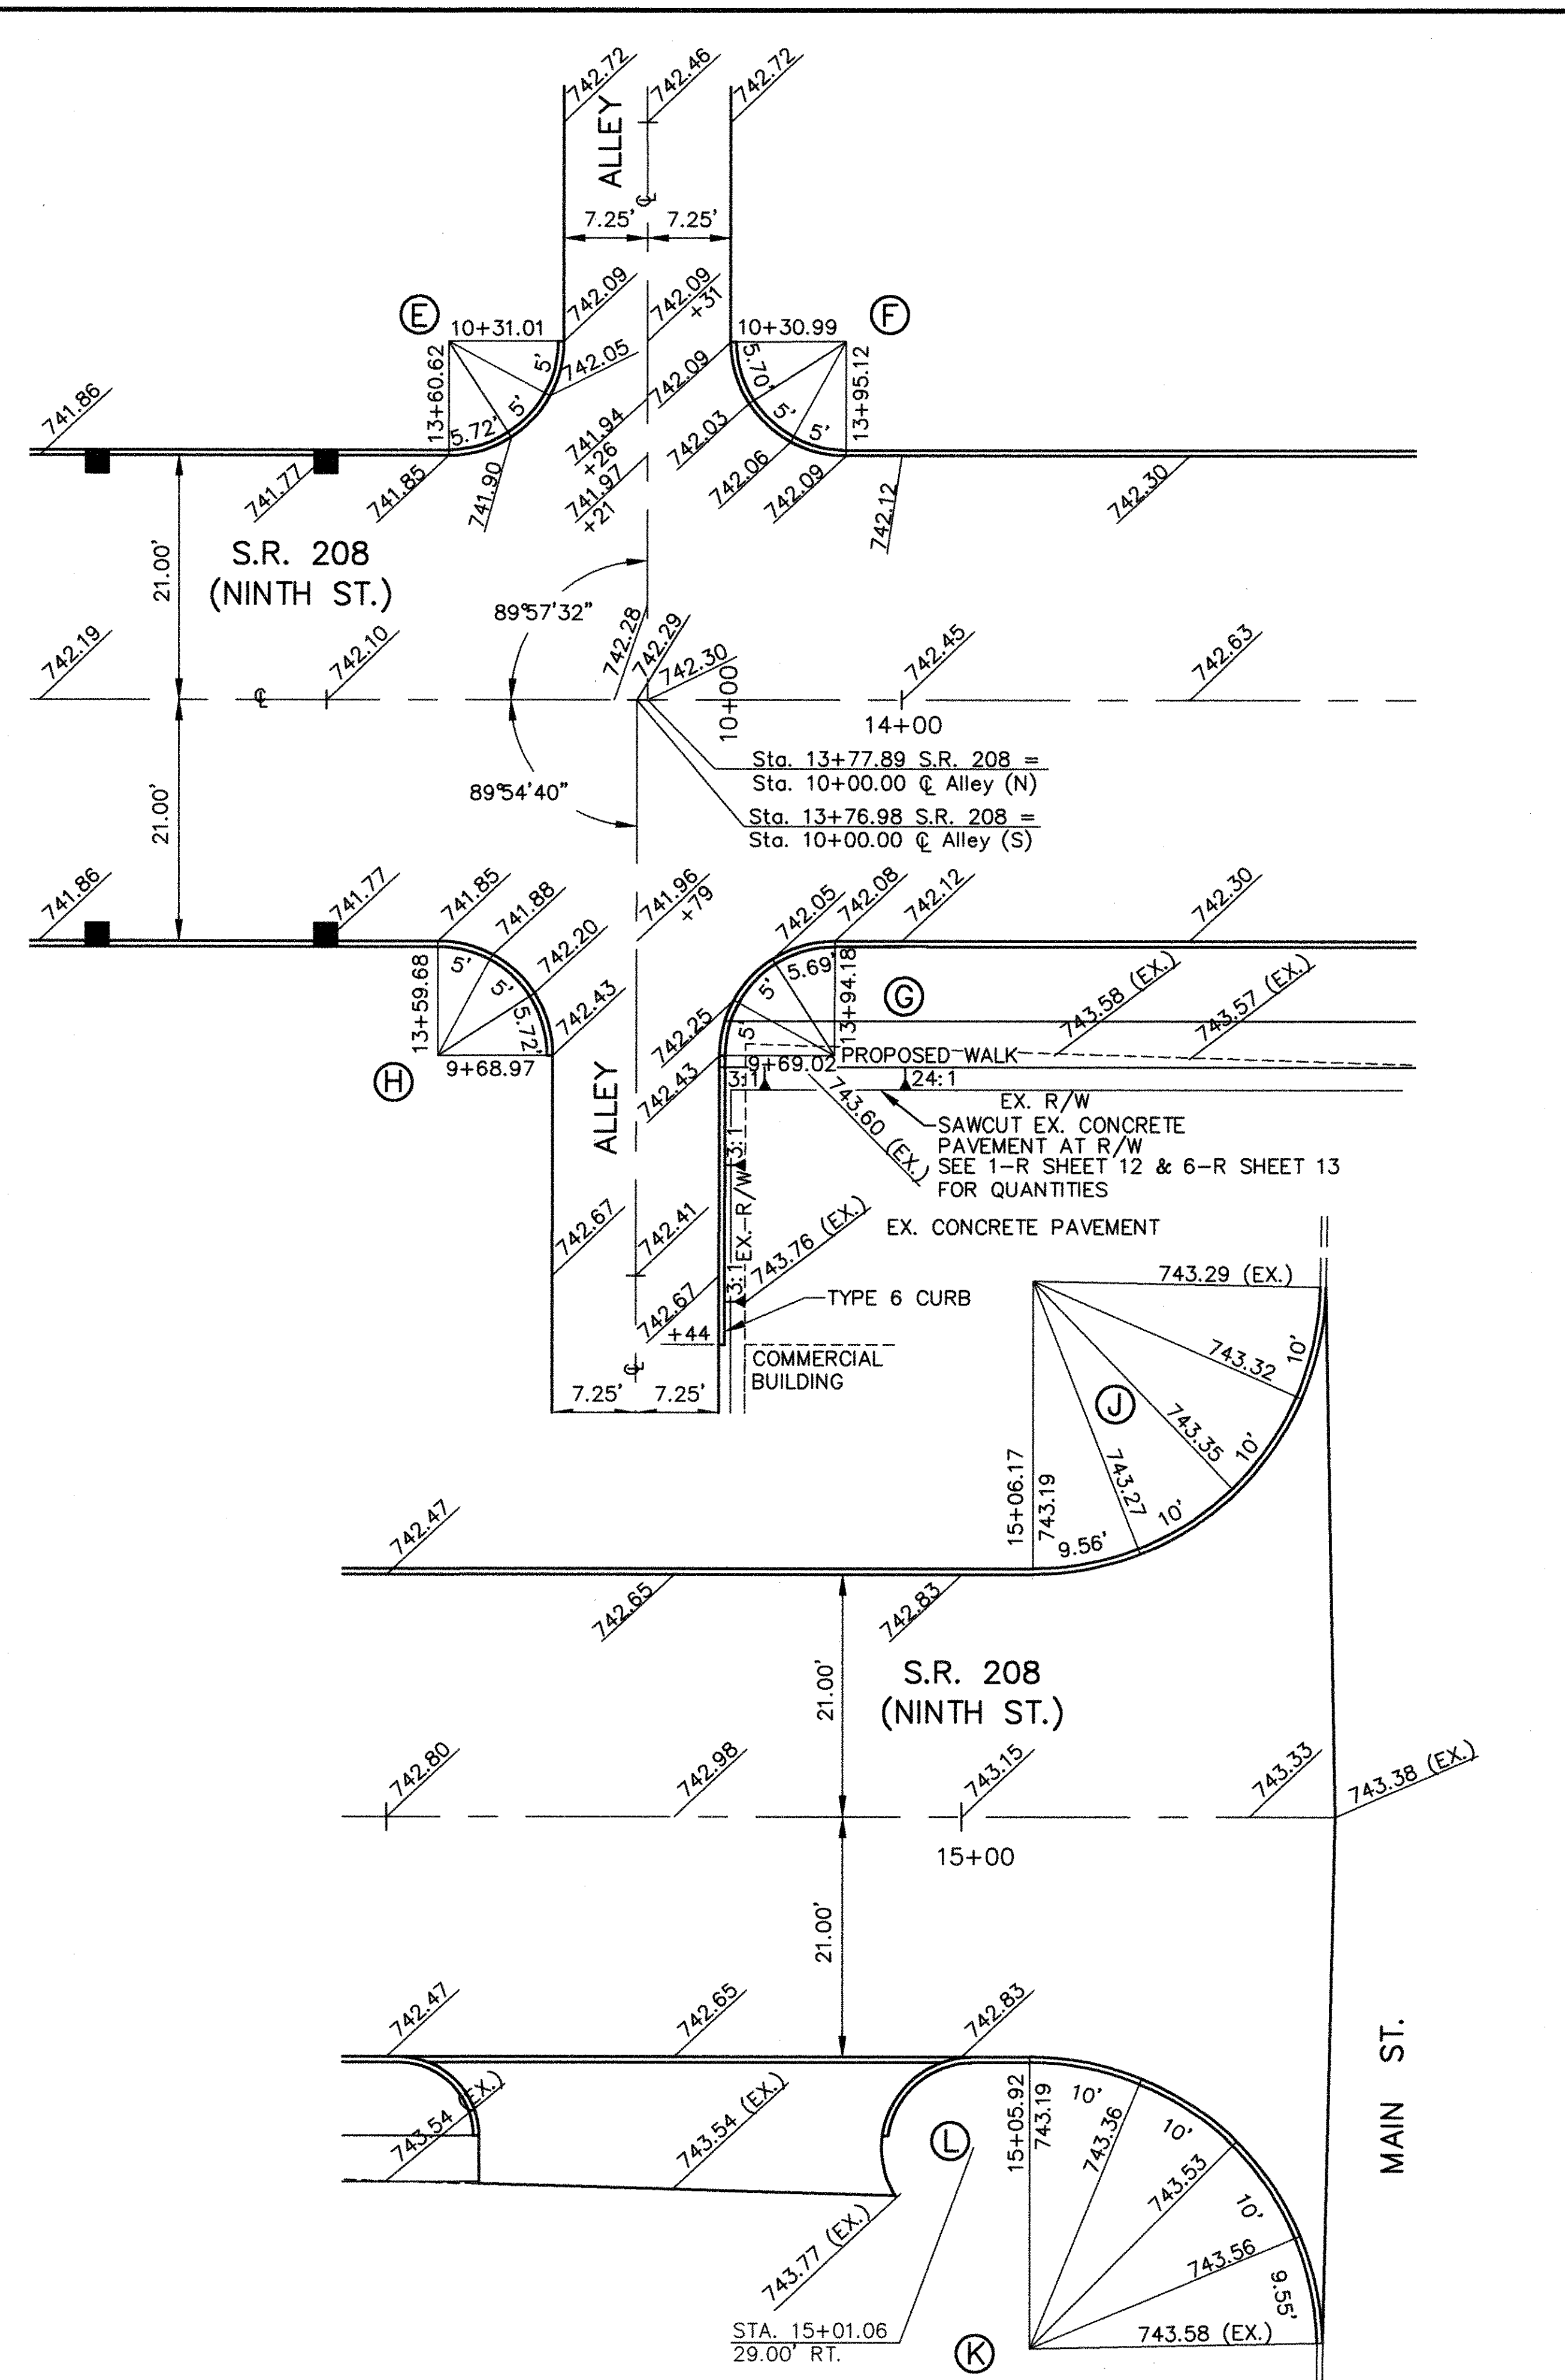 742.72
742.46
742.72
ALLEY
℄
7.25'
7.25'
742.09
742.09
+31
E
F
10+31.01
10+30.99
13+60.62
5'
5'
5.72'
742.05
742.09
5.70'
5'
5'
13+95.12
741.86
741.94
+26
742.03
741.77
741.85
741.90
741.97
+21
742.06
742.09
742.12
742.30
21.00'
S.R. 208
(NINTH ST.)
89°57'32"
742.28
742.29
742.30
742.19
742.10
742.45
742.63
℄
10+00
14+00
Sta. 13+77.89 S.R. 208 =
Sta. 10+00.00 ℄ Alley (N)
89°54'40"
Sta. 13+76.98 S.R. 208 =
Sta. 10+00.00 ℄ Alley (S)
21.00'
741.86
741.77
741.85
741.88
742.20
741.96
+79
742.05
742.08
742.12
742.30
13+59.68
5'
5'
5.72'
742.43
742.25
5'
5'
5.69'
13+94.18
G
743.58 (EX.)
743.57 (EX.)
PROPOSED WALK
9+68.97
9+69.02
H
742.43
3:1
24:1
743.60 (EX.)
EX. R/W
SAWCUT EX. CONCRETE
PAVEMENT AT R/W
SEE 1-R SHEET 12 & 6-R SHEET 13
FOR QUANTITIES
ALLEY
3:1
EX. R/W
EX. CONCRETE PAVEMENT
742.67
742.41
743.76 (EX.)
3:1
742.67
TYPE 6 CURB
+44
℄
COMMERCIAL
BUILDING
7.25'
7.25'
743.29 (EX.)
743.32
10'
J
743.35
10'
743.27
10'
15+06.17
743.19
9.56'
742.47
742.65
742.83
21.00'
S.R. 208
(NINTH ST.)
742.80
742.98
743.15
743.33
743.38 (EX.)
15+00
21.00'
742.47
742.65
742.83
743.54 (EX.)
743.54 (EX.)
L
15+05.92
743.19
10'
743.36
10'
743.53
10'
743.56
9.55'
743.58 (EX.)
MAIN ST.
743.77 (EX.)
STA. 15+01.06
29.00' RT.
K